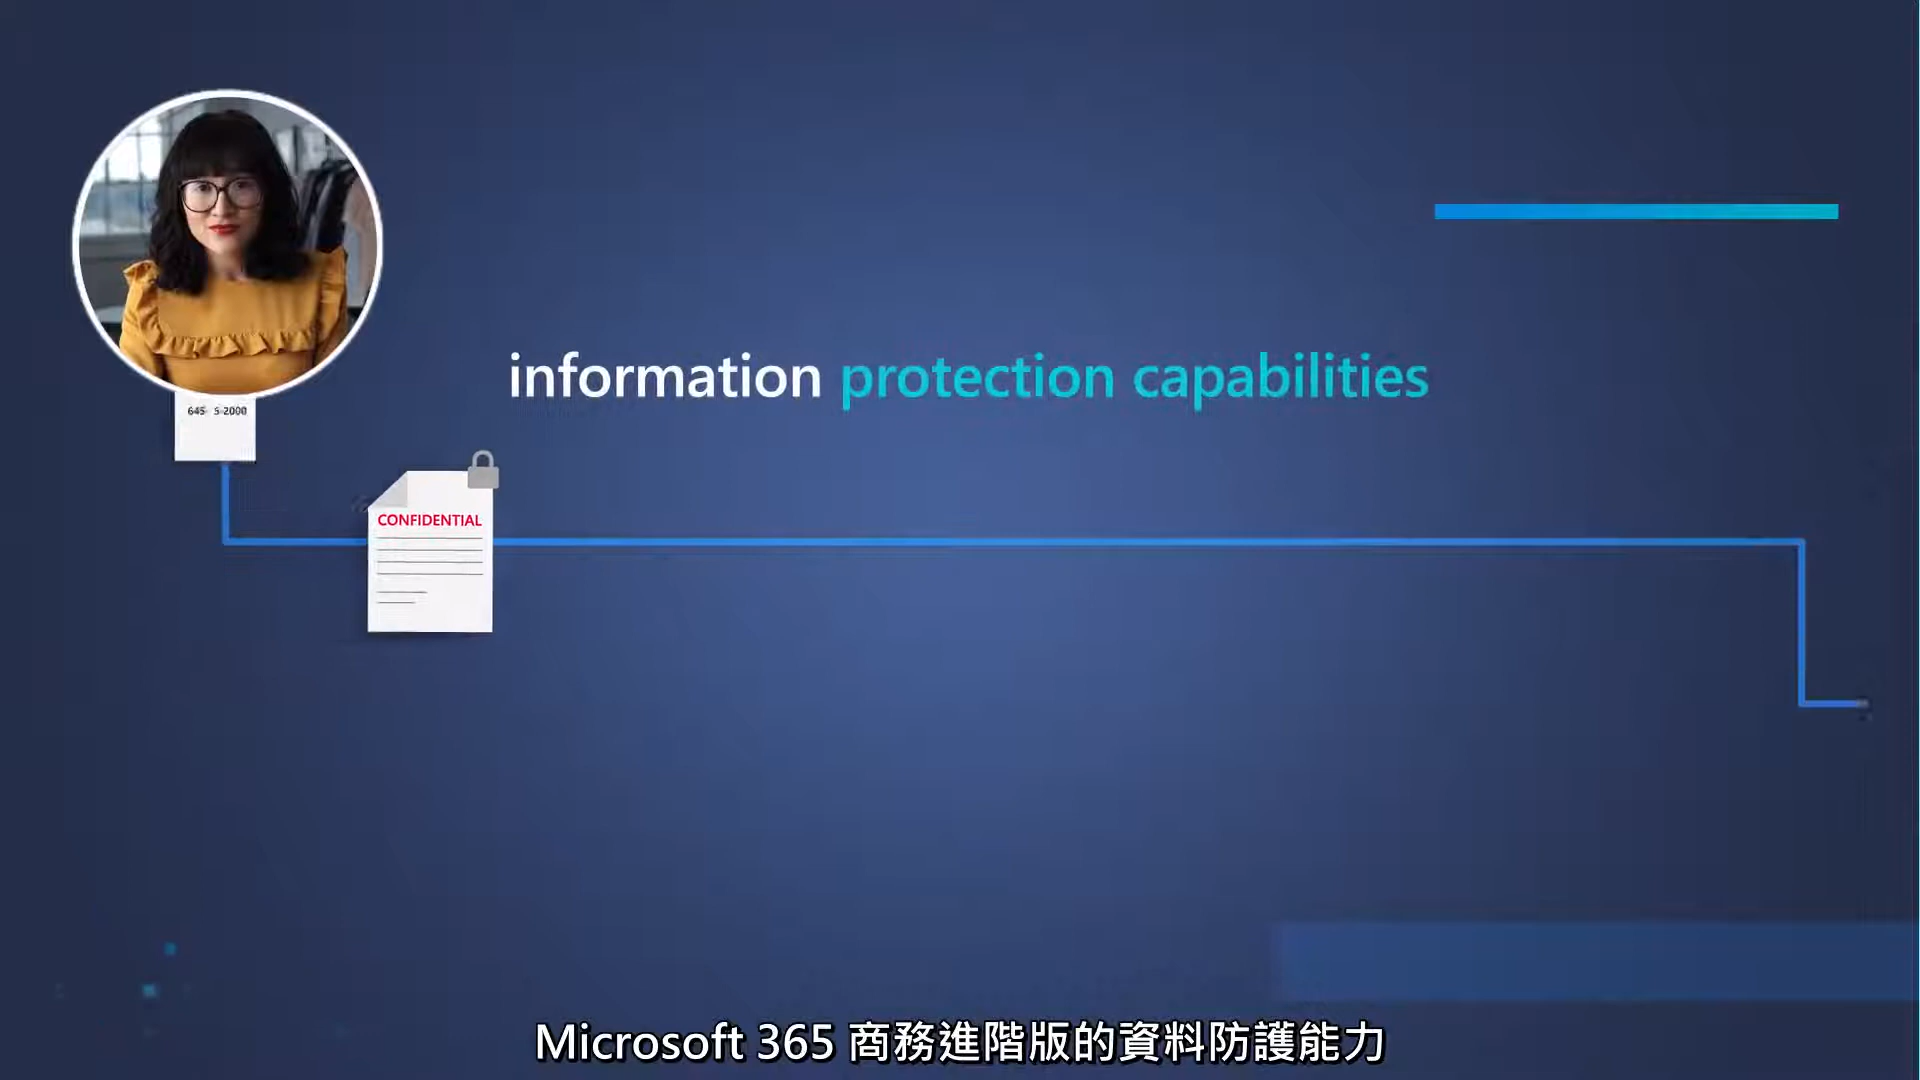 information protection capabilities
645- 5-2000
CONFIDENTIAL
Microsoft 365 商務進階版的資料防護能力